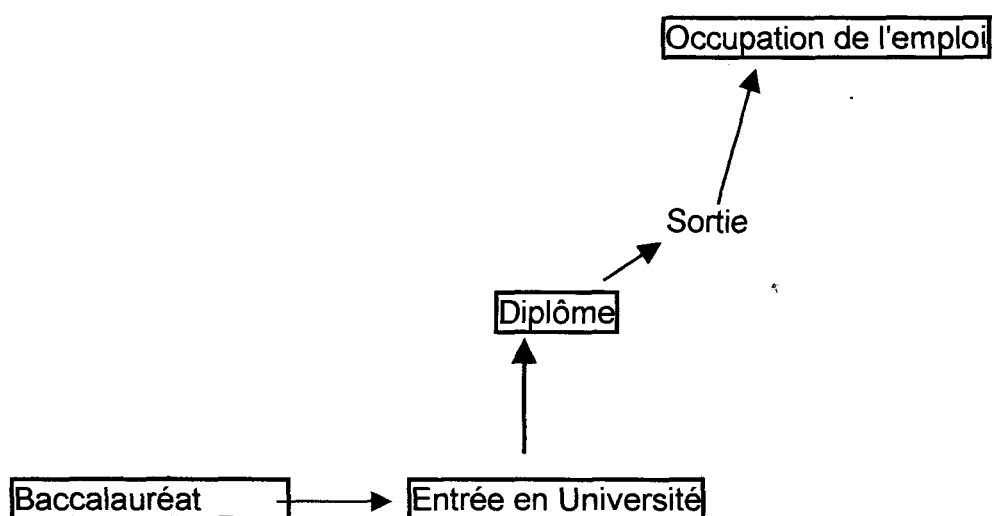 Occupation de l'emploi
Sortie
Diplôme
Baccalauréat
Entrée en Université